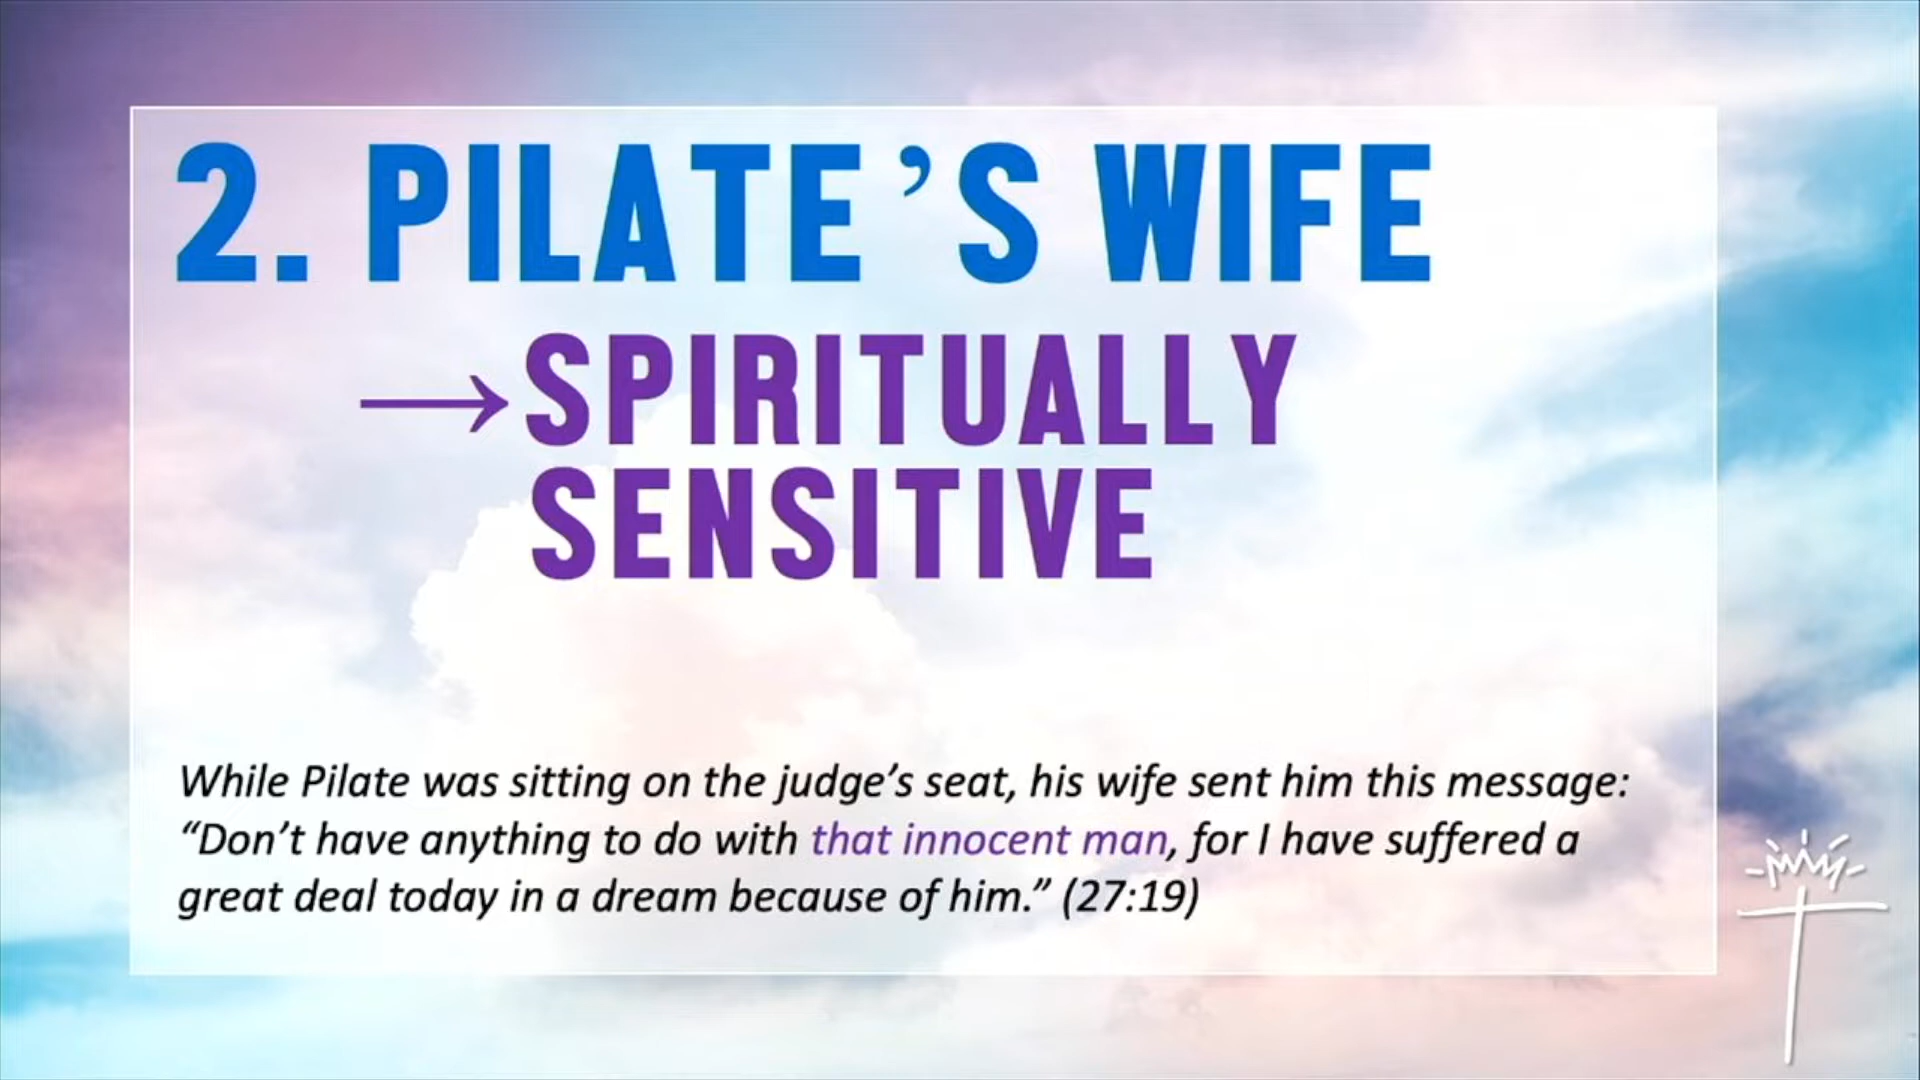 2. PILATE’S WIFE
→SPIRITUALLY
SENSITIVE
While Pilate was sitting on the judge’s seat, his wife sent him this message:
“Don’t have anything to do with that innocent man, for I have suffered a
great deal today in a dream because of him.” (27:19)